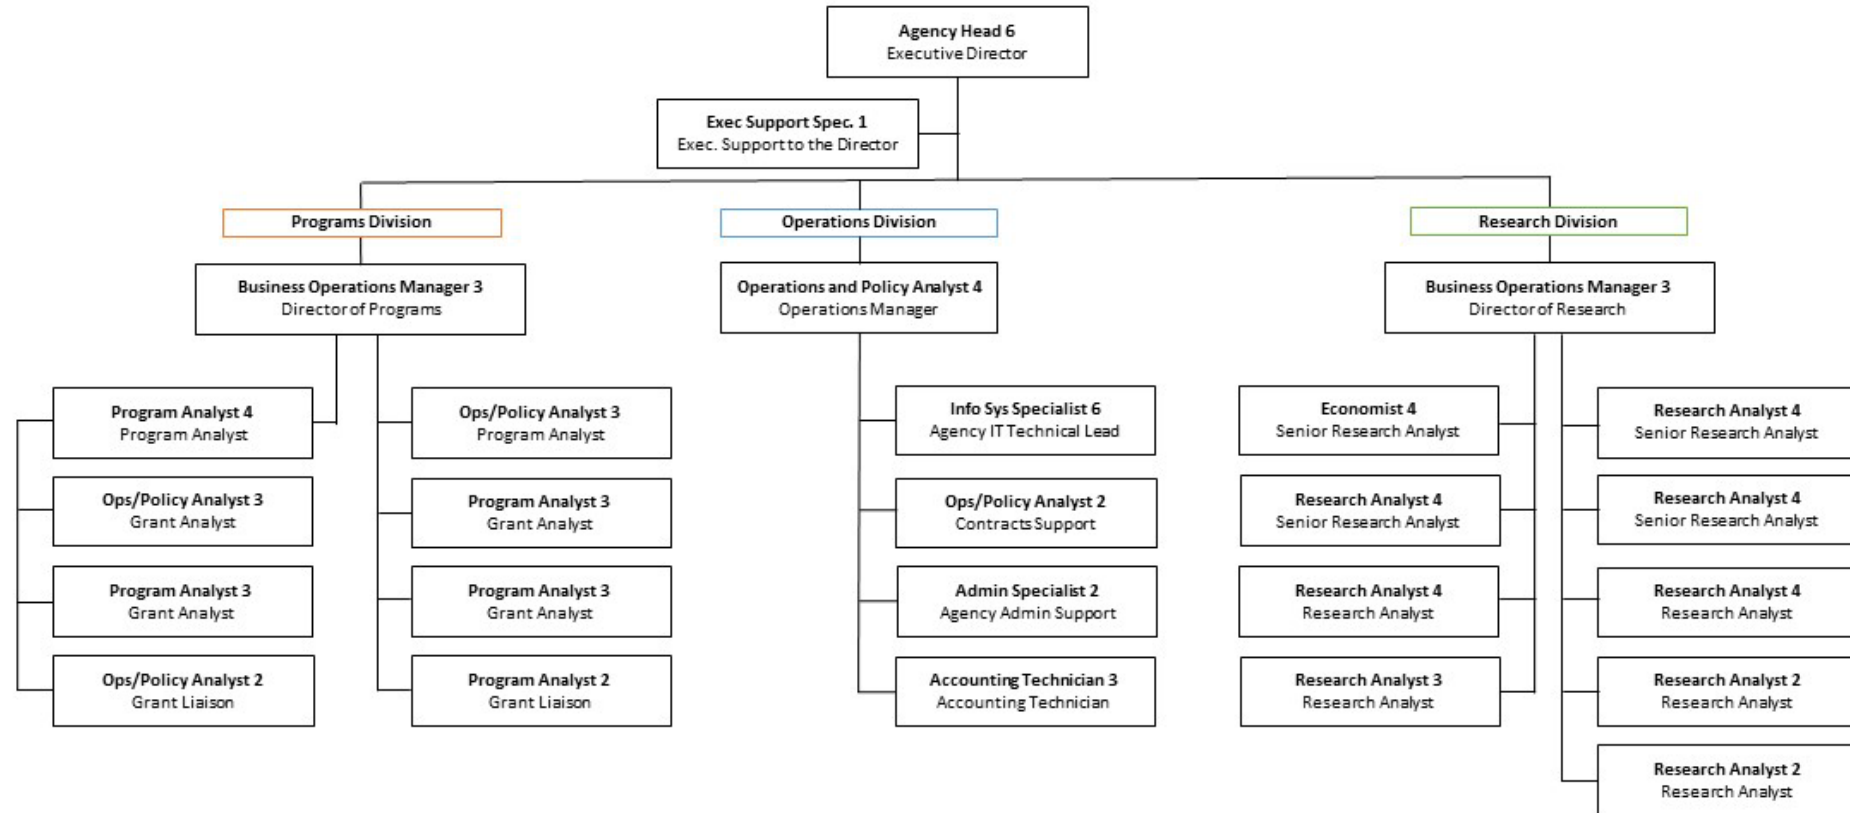 Agency Head 6
Executive Director
Exec Support Spec. 1
Exec. Support to the Director
Programs Division
Business Operations Manager 3
Director of Programs
Program Analyst 4
Program Analyst
Ops/Policy Analyst 3
Grant Analyst
Program Analyst 3
Grant Analyst
Ops/Policy Analyst 2
Grant Liaison
Ops/Policy Analyst 3
Program Analyst
Program Analyst 3
Grant Analyst
Program Analyst 3
Grant Analyst
Program Analyst 2
Grant Liaison
Operations Division
Operations and Policy Analyst 4
Operations Manager
Info Sys Specialist 6
Agency IT Technical Lead
Ops/Policy Analyst 2
Contracts Support
Admin Specialist 2
Agency Admin Support
Accounting Technician 3
Accounting Technician
Research Division
Business Operations Manager 3
Director of Research
Economist 4
Senior Research Analyst
Research Analyst 4
Senior Research Analyst
Research Analyst 4
Research Analyst
Research Analyst 3
Research Analyst
Research Analyst 4
Senior Research Analyst
Research Analyst 4
Senior Research Analyst
Research Analyst 4
Research Analyst
Research Analyst 2
Research Analyst
Research Analyst 2
Research Analyst